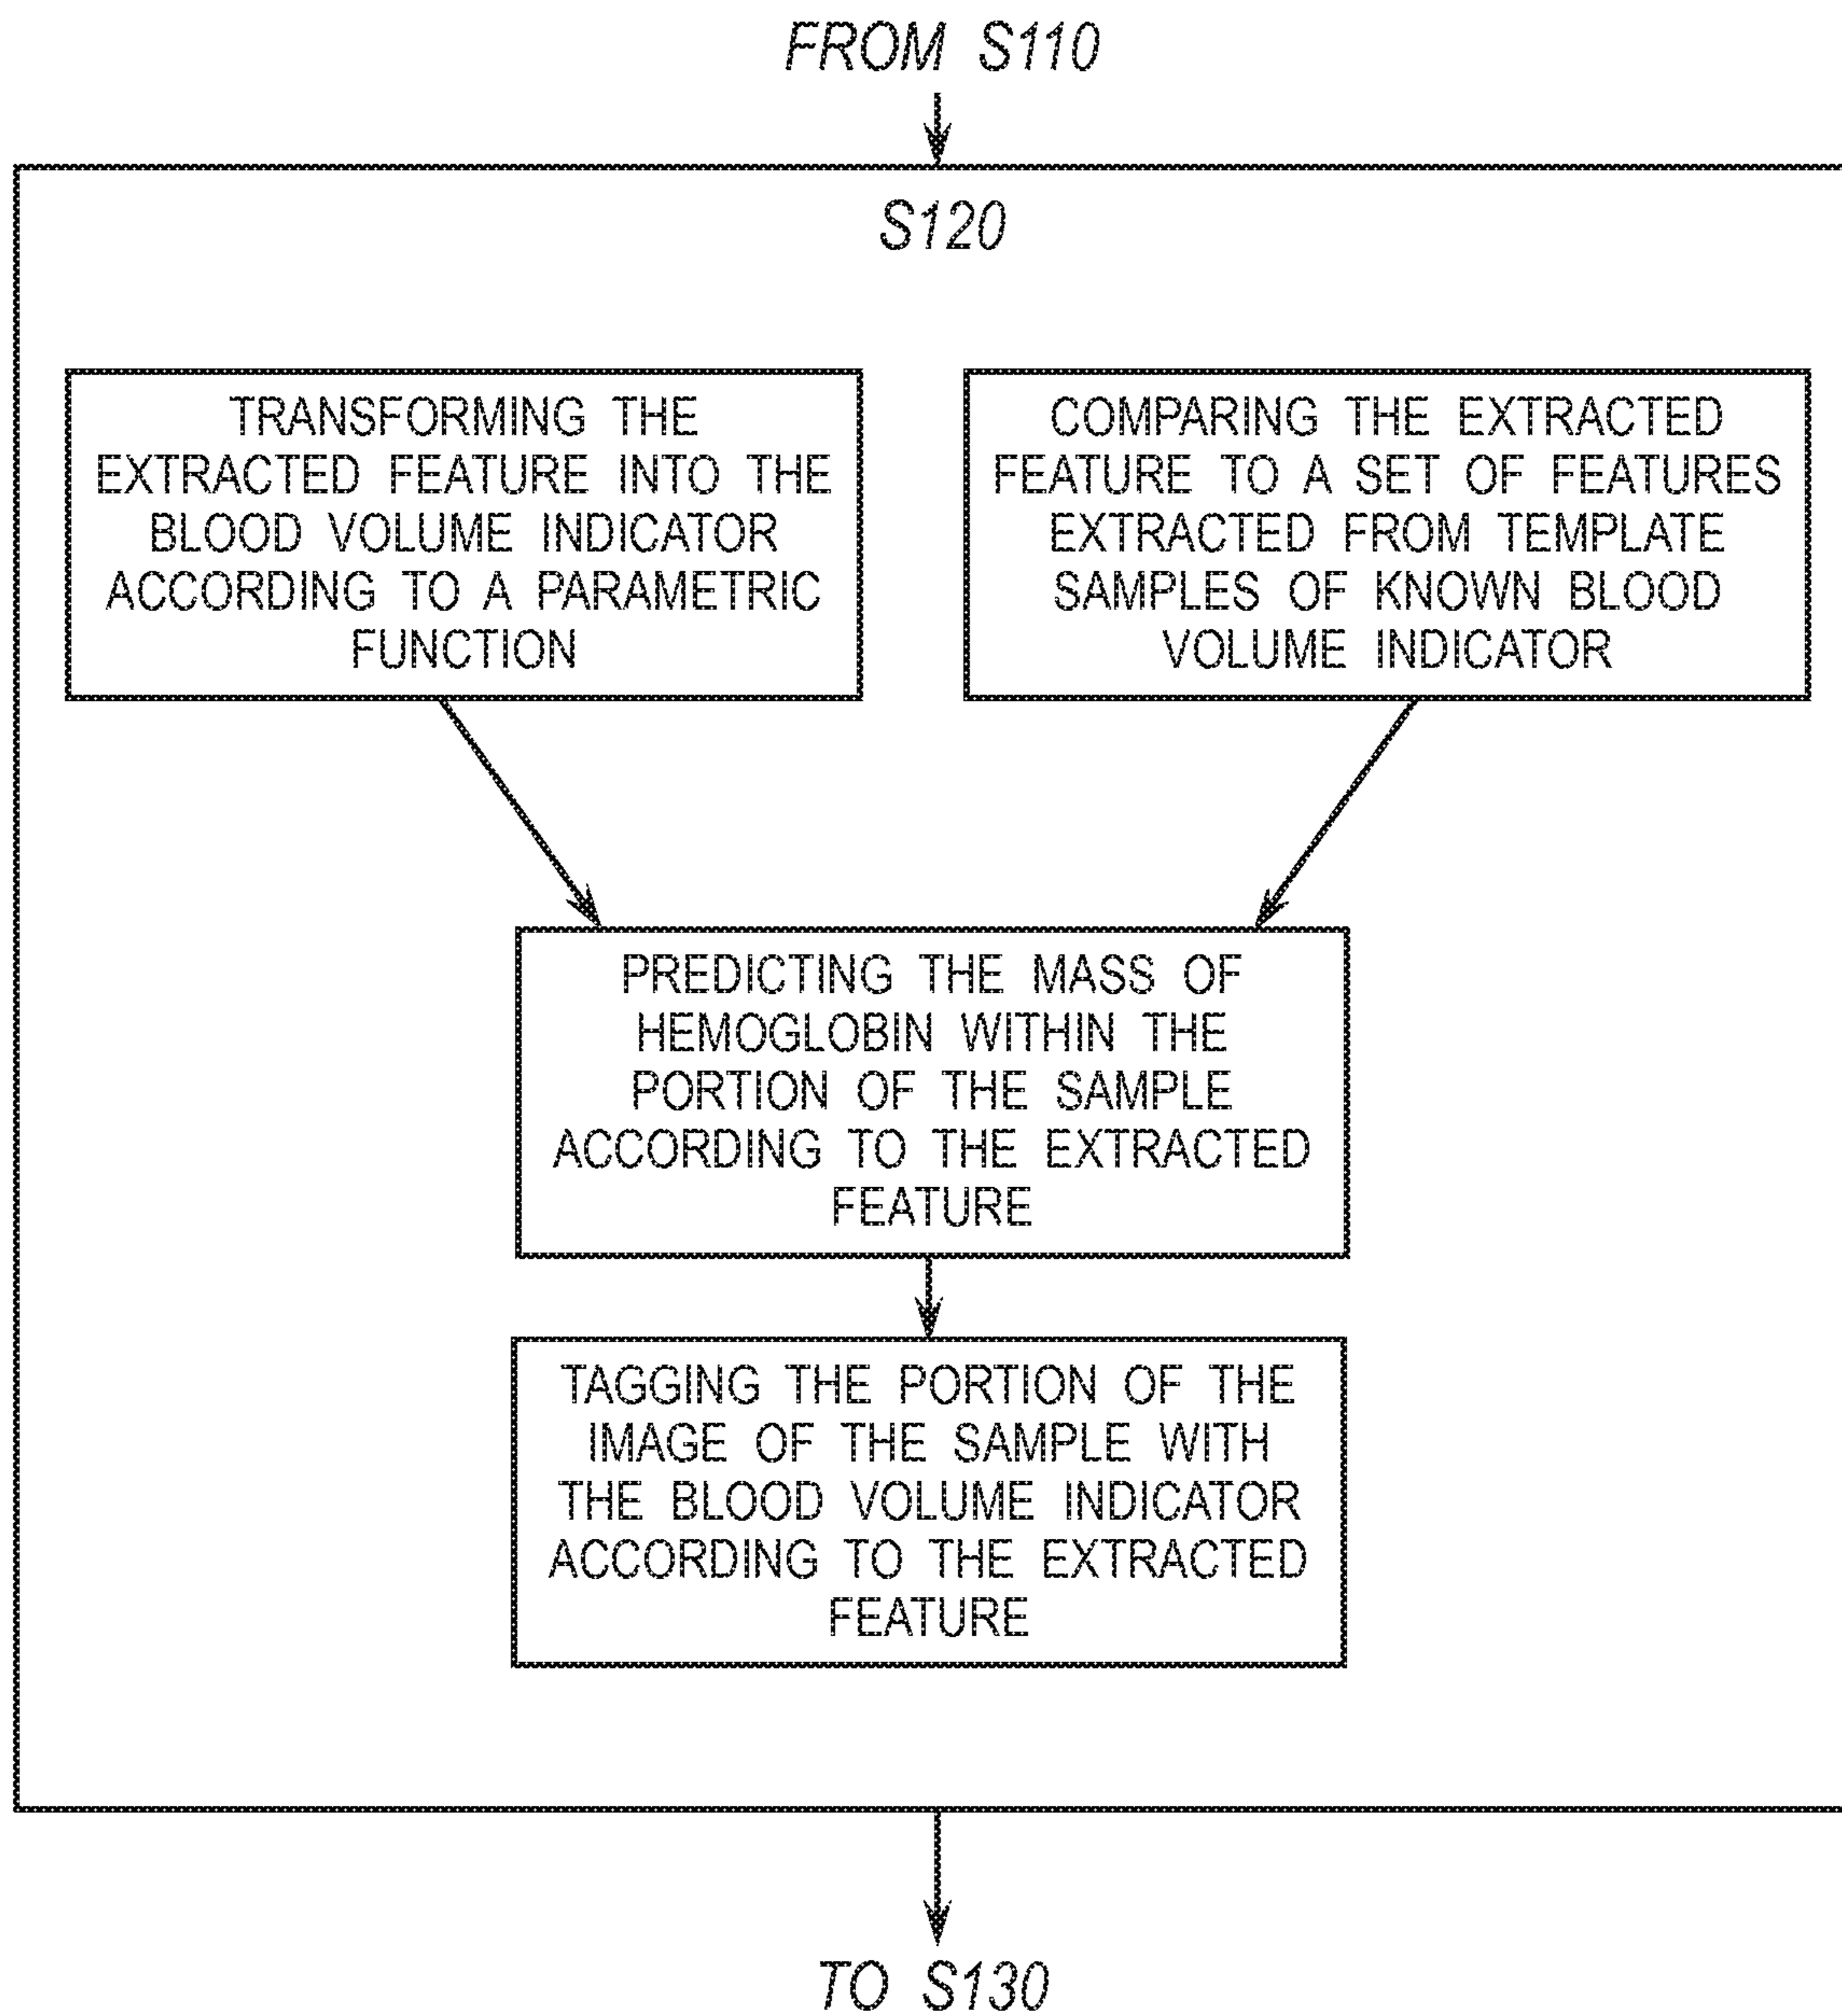 FROM S110
S120
TRANSFORMING THE
EXTRACTED FEATURE INTO THE
BLOOD VOLUME INDICATOR
ACCORDING TO A PARAMETRIC
FUNCTION
COMPARING THE EXTRACTED
FEATURE TO A SET OF FEATURES
EXTRACTED FROM TEMPLATE
SAMPLES OF KNOWN BLOOD
VOLUME INDICATOR
PREDICTING THE MASS OF
HEMOGLOBIN WITHIN THE
PORTION OF THE SAMPLE
ACCORDING TO THE EXTRACTED
FEATURE
TAGGING THE PORTION OF THE
IMAGE OF THE SAMPLE WITH
THE BLOOD VOLUME INDICATOR
ACCORDING TO THE EXTRACTED
FEATURE
TO S130